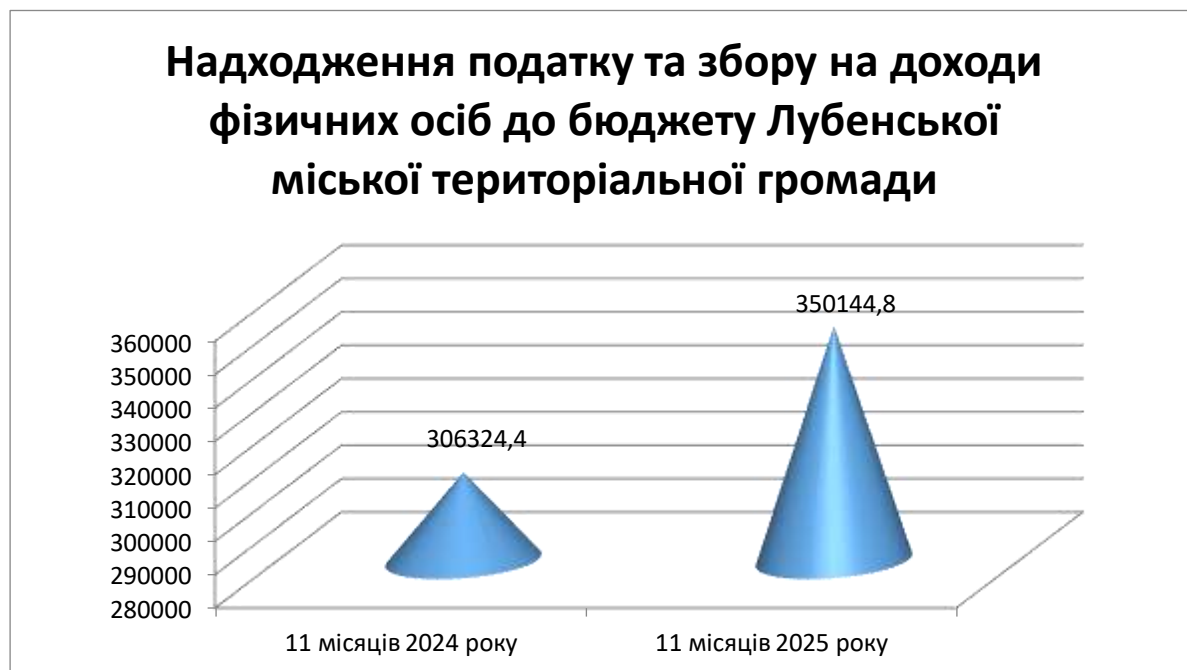 Надходження податку та збору на доходи
фізичних осіб до бюджету Лубенської
міської територіальної громади
350144,8
306324,4
360000
350000
340000
330000
320000
310000
300000
290000
280000
11 місяців 2024 року
11 місяців 2025 року